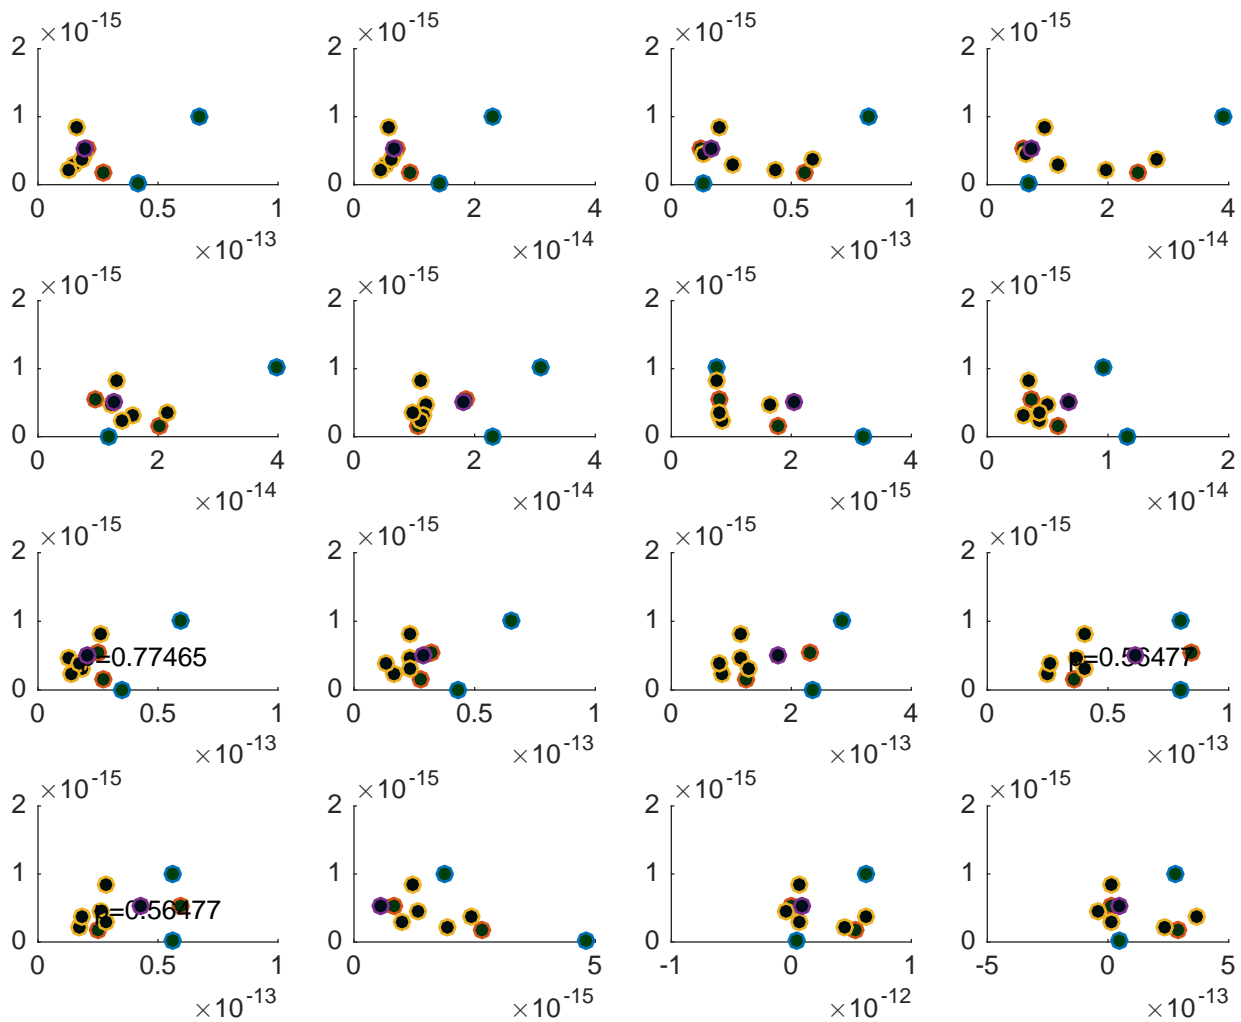 ×10-15 ×10-15 ×10-15 ×10-15
2 2 2 2
1 1 1 1
0 0 0 0
0 0.5 1 0 2 4 0 0.5 1 0 2 4
×10-13 ×10-14 ×10-13 ×10-14
×10-15 ×10-15 ×10-15 ×10-15
2 2 2 2
1 1 1 1
0 0 0 0
0 2 4 0 2 4 0 2 4 0 1 2
×10-14 ×10-14 ×10-15 ×10-14
×10-15 ×10-15 ×10-15 ×10-15
2 2 2 2
1 1 1 1
p=0.77465 p=0.56477
0 0 0 0
0 0.5 1 0 0.5 1 0 2 4 0 0.5 1
×10-13 ×10-13 ×10-13 ×10-13
×10-15 ×10-15 ×10-15 ×10-15
2 2 2 2
1 1 1 1
p=0.56477
0 0 0 0
0 0.5 1 0 5 -1 0 1 -5 0 5
×10-13 ×10-15 ×10-12 ×10-13